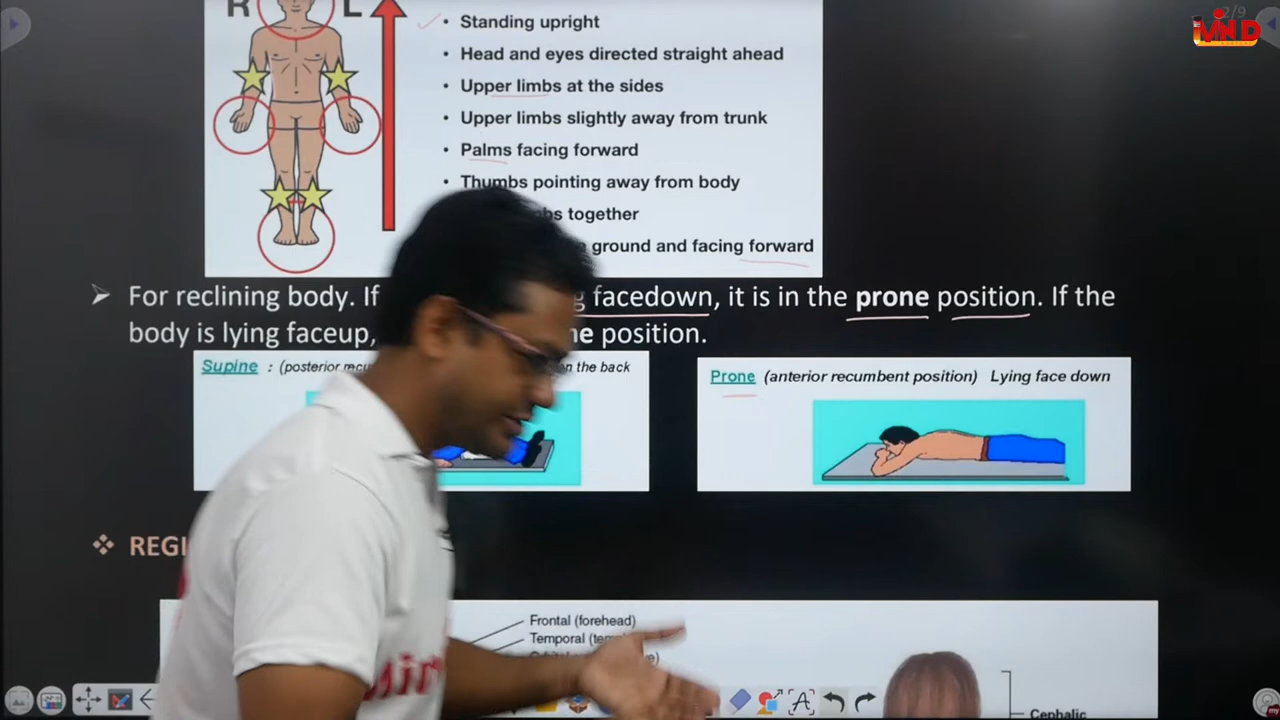 R L
2/9
MIND
• Standing upright
• Head and eyes directed straight ahead
• Upper limbs at the sides
• Upper limbs slightly away from trunk
• Palms facing forward
• Thumbs pointing away from body
together
ground and facing forward
➢ For reclining body. If facedown, it is in the prone position. If the
body is lying faceup, position.
Supine : (posterior on the back
Prone (anterior recumbent position) Lying face down
❖
Frontal (forehead)
Temporal
Cephalic